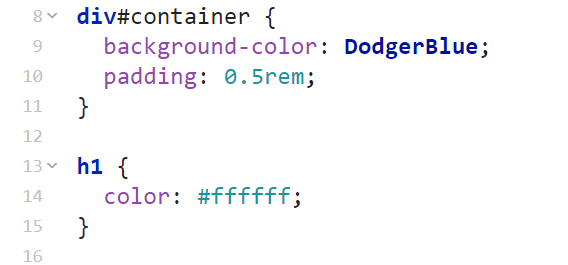 8 div#container {
9   background-color: DodgerBlue;
10   padding: 0.5rem;
11 }
12
13 h1 {
14   color: #ffffff;
15 }
16